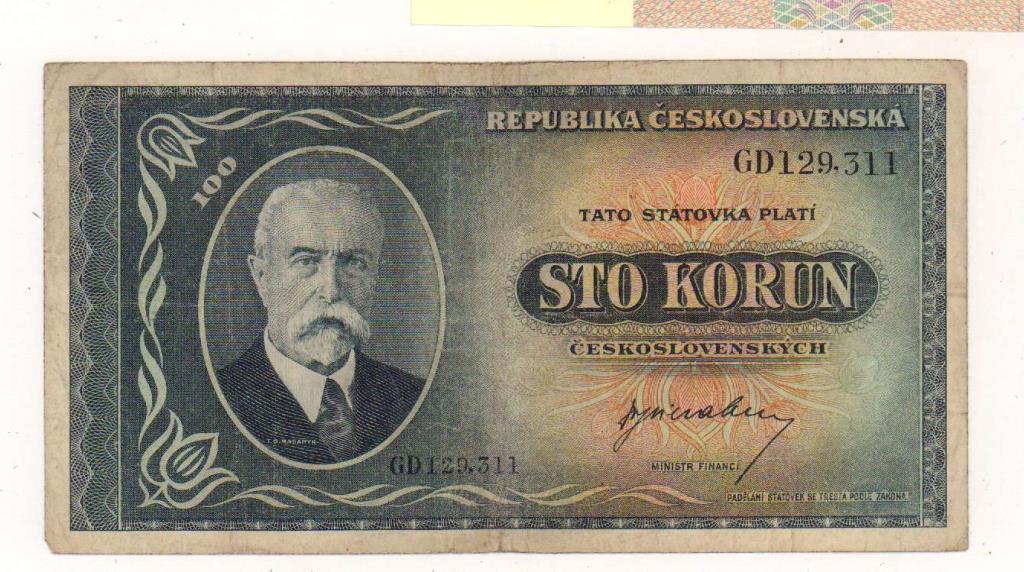 REPUBLIKA ČESKOSLOVENSKÁ
GD129.311
100
TATO STÁTOVKA PLATÍ
STO KORUN
ČESKOSLOVENSKÝCH
T. G. MASARYK
GD129.311
MINISTR FINANCÍ
PADĚLÁNÍ STÁTOVEK SE TRESTÁ PODLE ZÁKONA.